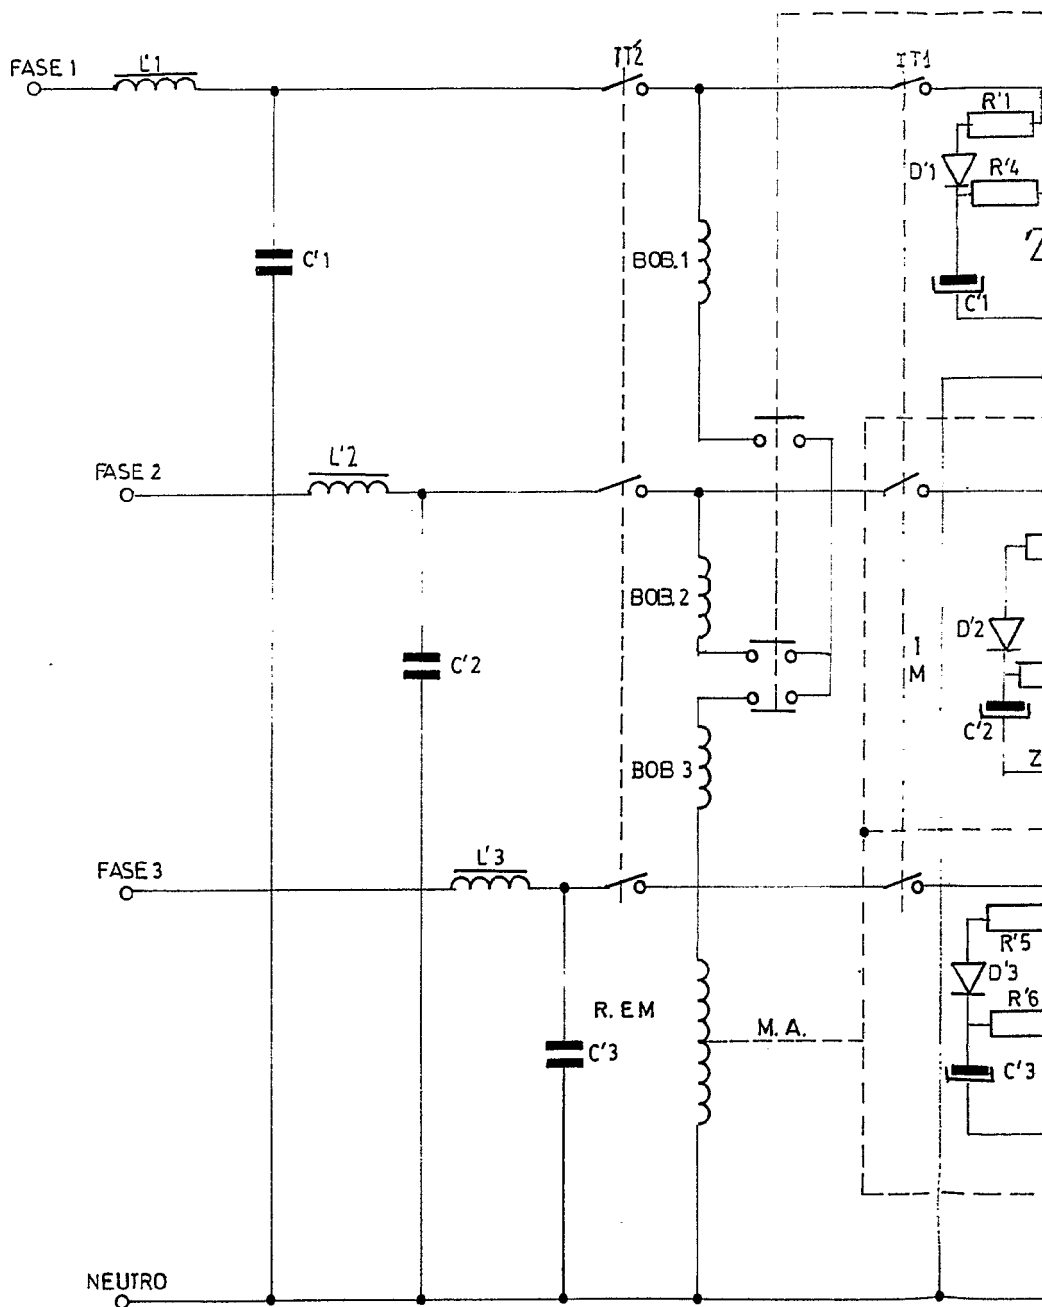 FASE 1
L'1
IT2
IT1
R'1
D'1
R'4
C'1
BOB.1
C'1
FASE 2
L'2
BOB.2
D'2
I
M
C'2
C'2
Z
BOB 3
FASE 3
L'3
R'5
D'3
R'6
R. EM
M. A.
C'3
C'3
NEUTRO